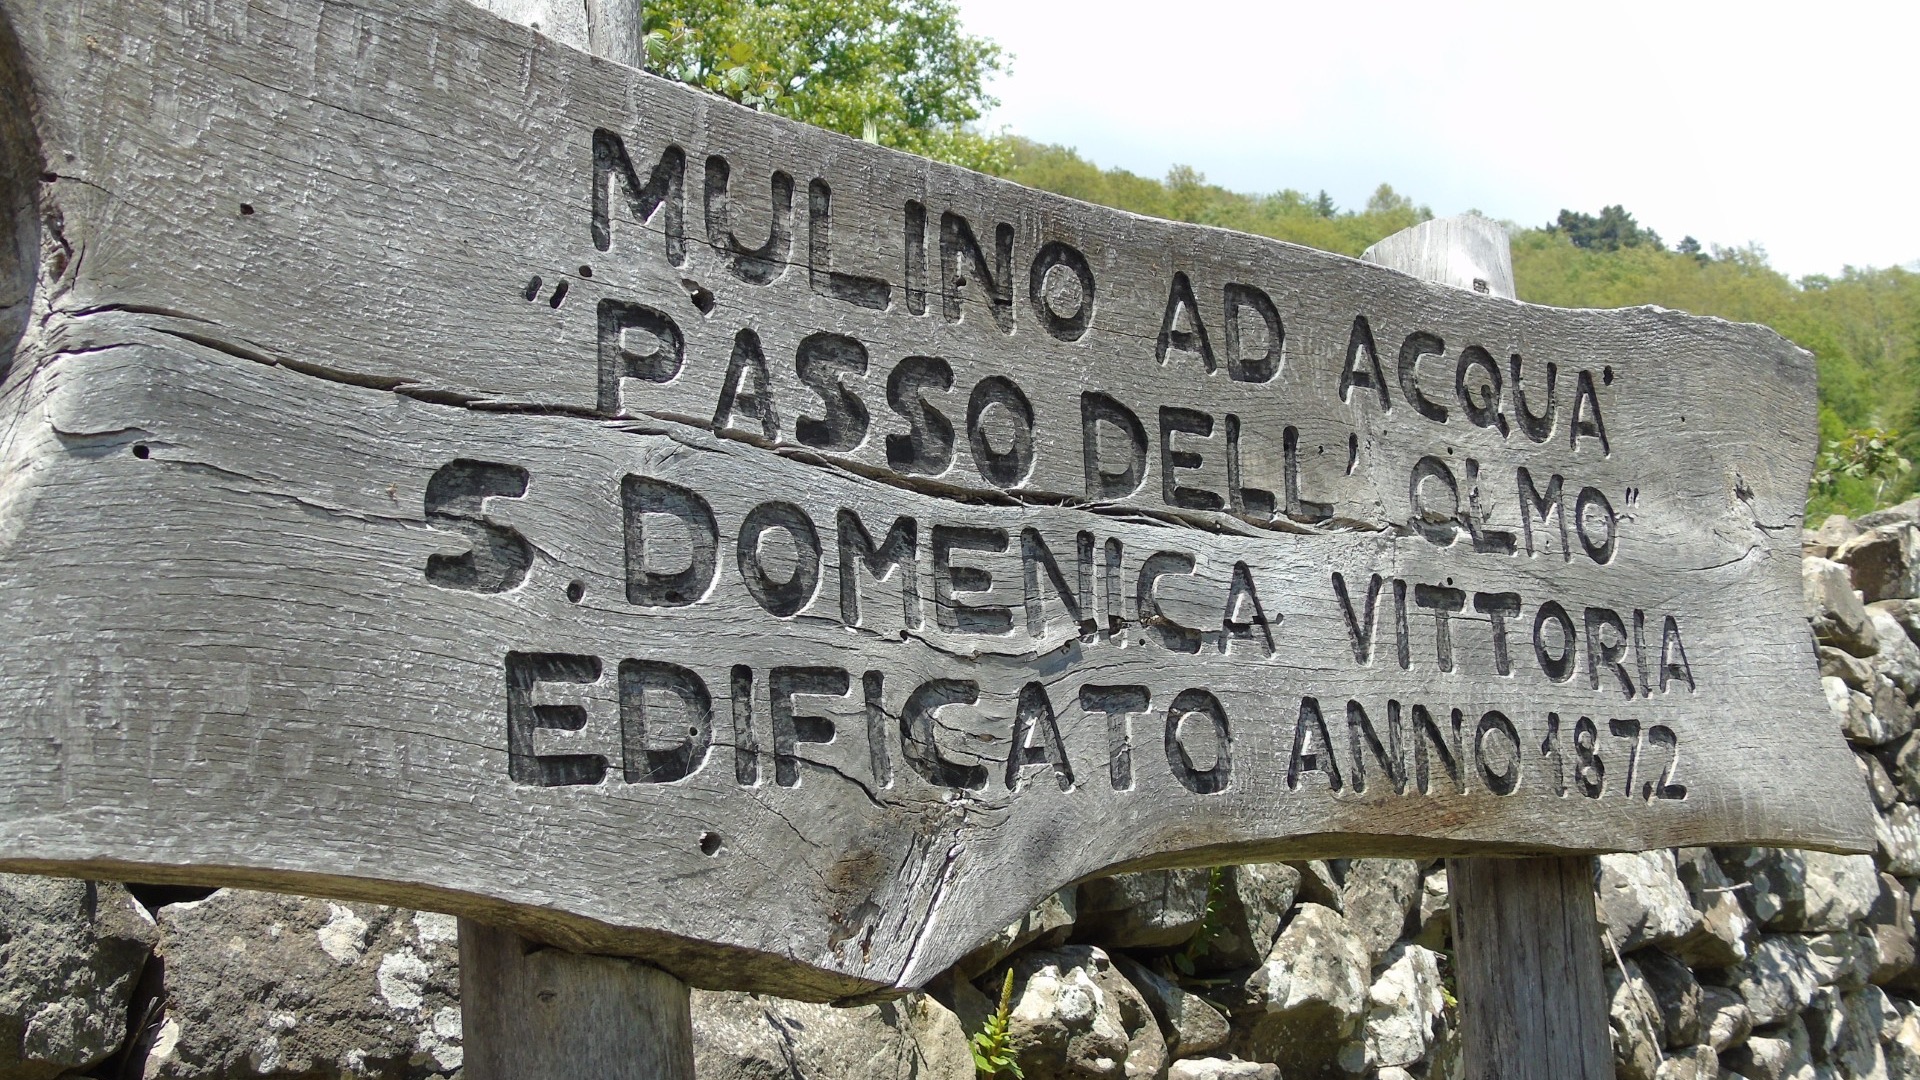 MULINO AD ACQUA'
"PASSO DELL' OLMO"
S. DOMENICA VITTORIA
EDIFICATO ANNO 1872